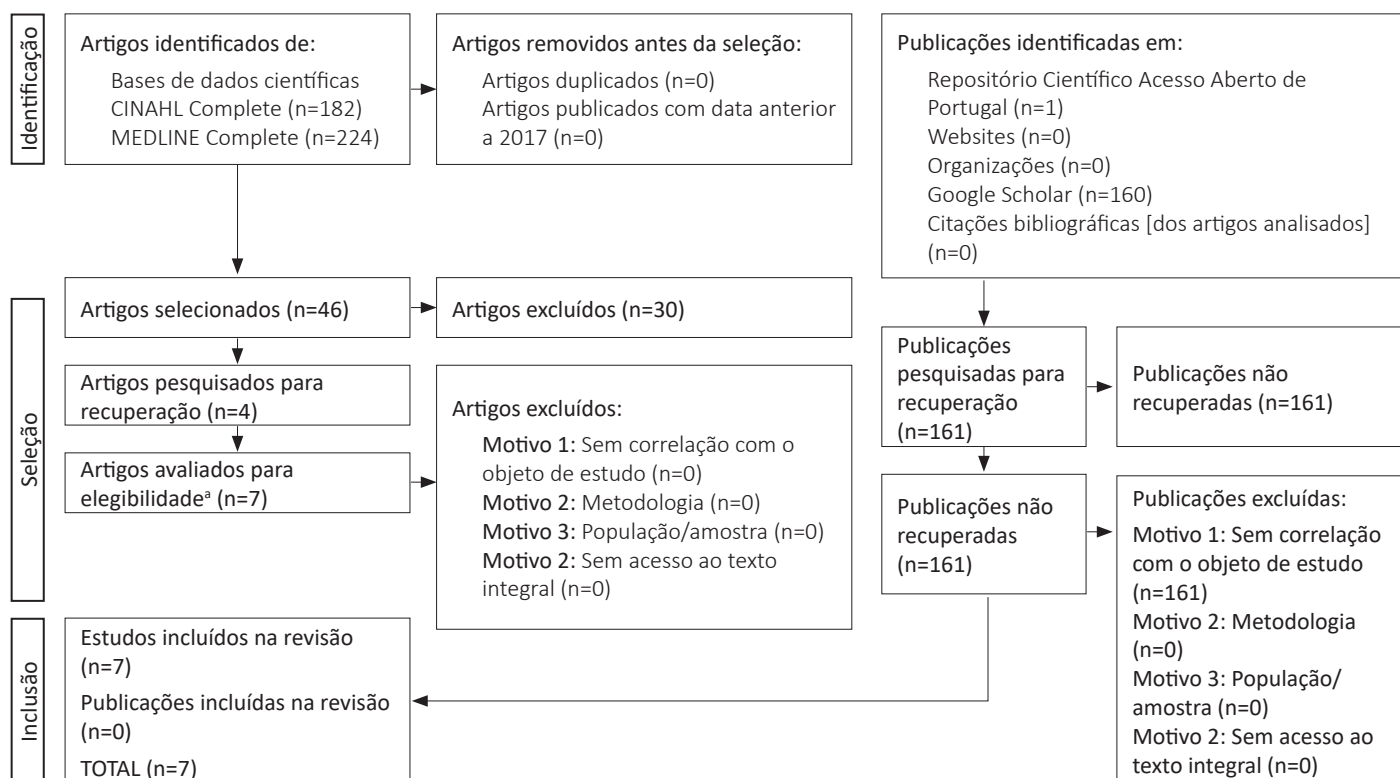 Identificação
Artigos identificados de:
Bases de dados científicas
CINAHL Complete (n=182)
MEDLINE Complete (n=224)
Artigos removidos antes da seleção:
Artigos duplicados (n=0)
Artigos publicados com data anterior
a 2017 (n=0)
Publicações identificadas em:
Repositório Científico Acesso Aberto de
Portugal (n=1)
Websites (n=0)
Organizações (n=0)
Google Scholar (n=160)
Citações bibliográficas [dos artigos analisados]
(n=0)
Seleção
Artigos selecionados (n=46)
Artigos excluídos (n=30)
Artigos pesquisados para
recuperação (n=4)
Artigos avaliados para
elegibilidadeª (n=7)
Artigos excluídos:
Motivo 1: Sem correlação com o
objeto de estudo (n=0)
Motivo 2: Metodologia (n=0)
Motivo 3: População/amostra (n=0)
Motivo 2: Sem acesso ao texto
integral (n=0)
Publicações
pesquisadas para
recuperação
(n=161)
Publicações não
recuperadas (n=161)
Publicações não
recuperadas
(n=161)
Publicações excluídas:
Motivo 1: Sem correlação
com o objeto de estudo
(n=161)
Motivo 2: Metodologia
(n=0)
Motivo 3: População/
amostra (n=0)
Motivo 2: Sem acesso ao
texto integral (n=0)
Inclusão
Estudos incluídos na revisão
(n=7)
Publicações incluídas na revisão
(n=0)
TOTAL (n=7)